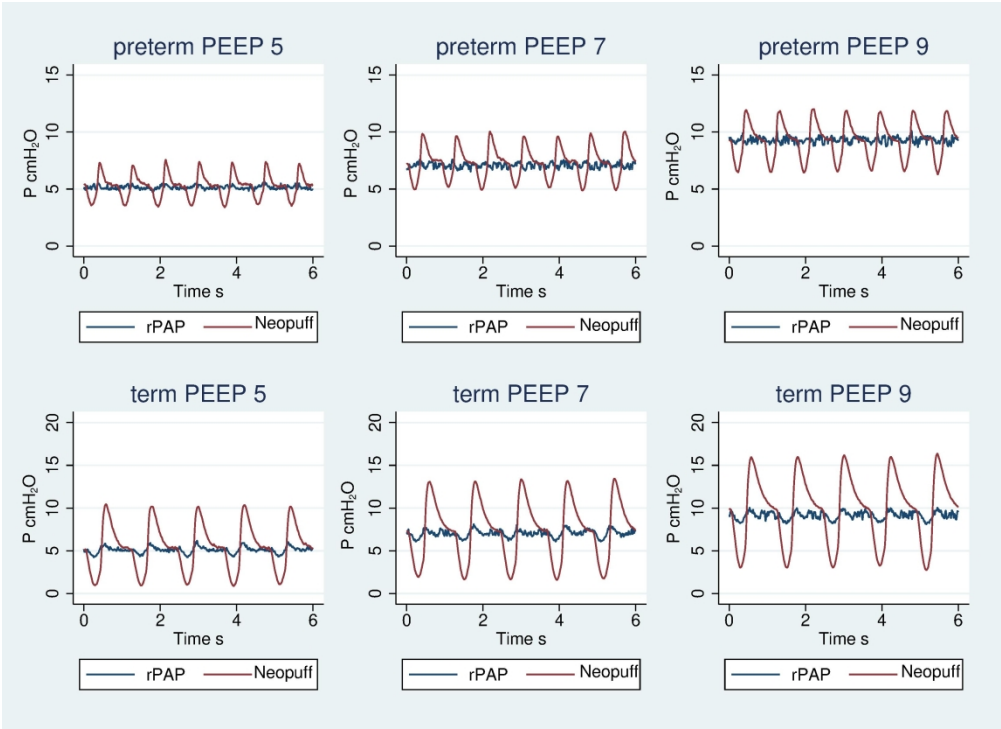 preterm PEEP 5
preterm PEEP 7
preterm PEEP 9
15
10
5
0
P cmH₂O
0 2 4 6
Time s
rPAP Neopuff
15
10
5
0
P cmH₂O
0 2 4 6
Time s
rPAP Neopuff
15
10
5
0
P cmH₂O
0 2 4 6
Time s
rPAP Neopuff
term PEEP 5
term PEEP 7
term PEEP 9
20
15
10
5
0
P cmH₂O
0 2 4 6
Time s
rPAP Neopuff
20
15
10
5
0
P cmH₂O
0 2 4 6
Time s
rPAP Neopuff
20
15
10
5
0
P cmH₂O
0 2 4 6
Time s
rPAP Neopuff